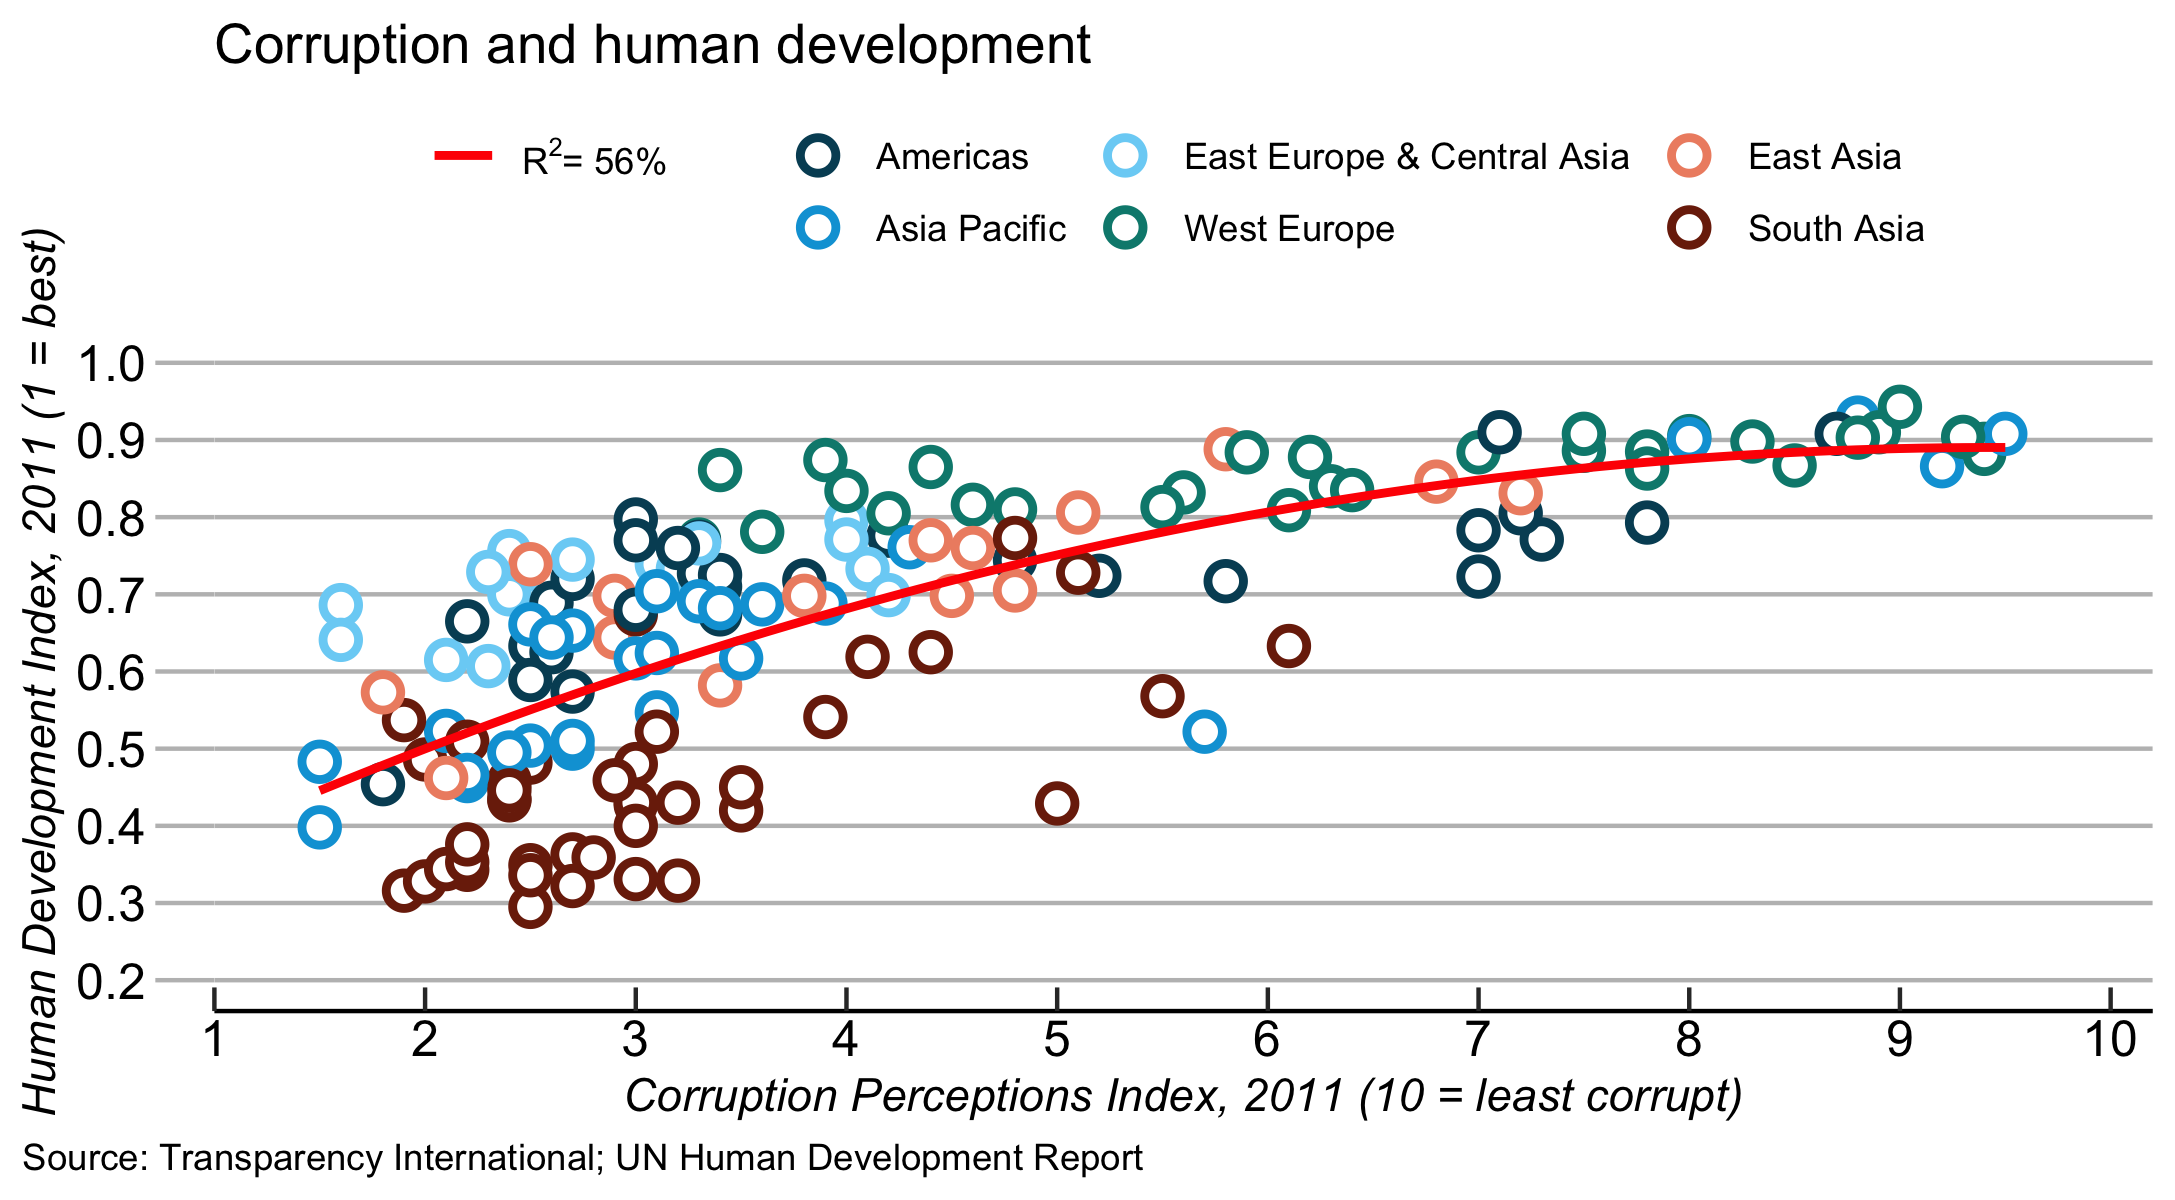 Corruption and human development
R²= 56%
Americas
East Europe & Central Asia
East Asia
Asia Pacific
West Europe
South Asia
Human Development Index, 2011 (1 = best)
1.0
0.9
0.8
0.7
0.6
0.5
0.4
0.3
0.2
1 2 3 4 5 6 7 8 9 10
Corruption Perceptions Index, 2011 (10 = least corrupt)
Source: Transparency International; UN Human Development Report